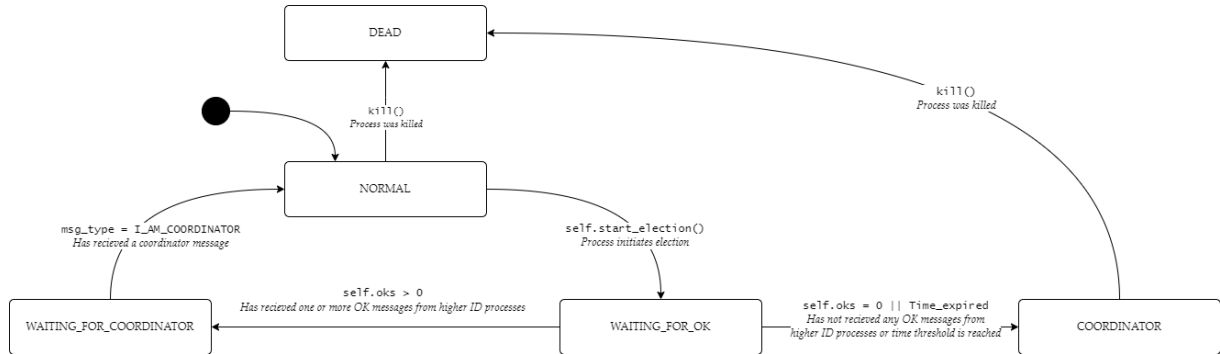 DEAD
kill()
Process was killed
kill()
Process was killed
NORMAL
msg_type = I_AM_COORDINATOR
Has recieved a coordinator message
self.start_election()
Process initiates election
self.oks > 0
Has recieved one or more OK messages from higher ID processes
self.oks = 0 || Time_expired
Has not recieved any OK messages from
higher ID processes or time threshold is reached
WAITING_FOR_COORDINATOR
WAITING_FOR_OK
COORDINATOR